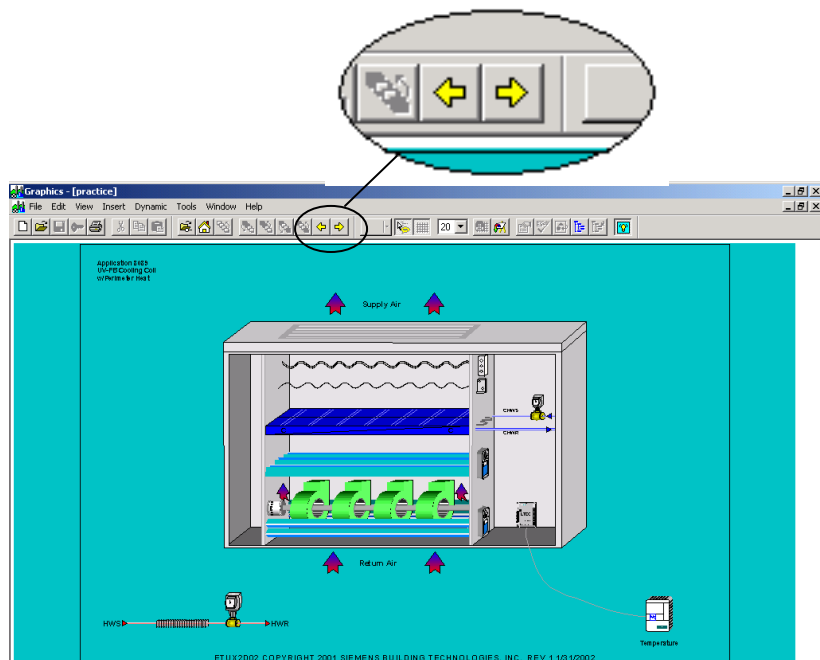 Graphics - [practice]
File Edit View Insert Dynamic Tools Window Help
20
Application 2469
UV-FB Cooling Coil
w/Perimeter Heat
Supply Air
CHWS
CHWR
Return Air
HWS
HWR
Temperature
COPYRIGHT 2001 SIEMENS BUILDING TECHNOLOGIES, INC. REV 1 1/31/2002